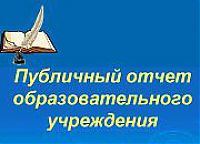 Публичный отчет
образовательного
учреждения